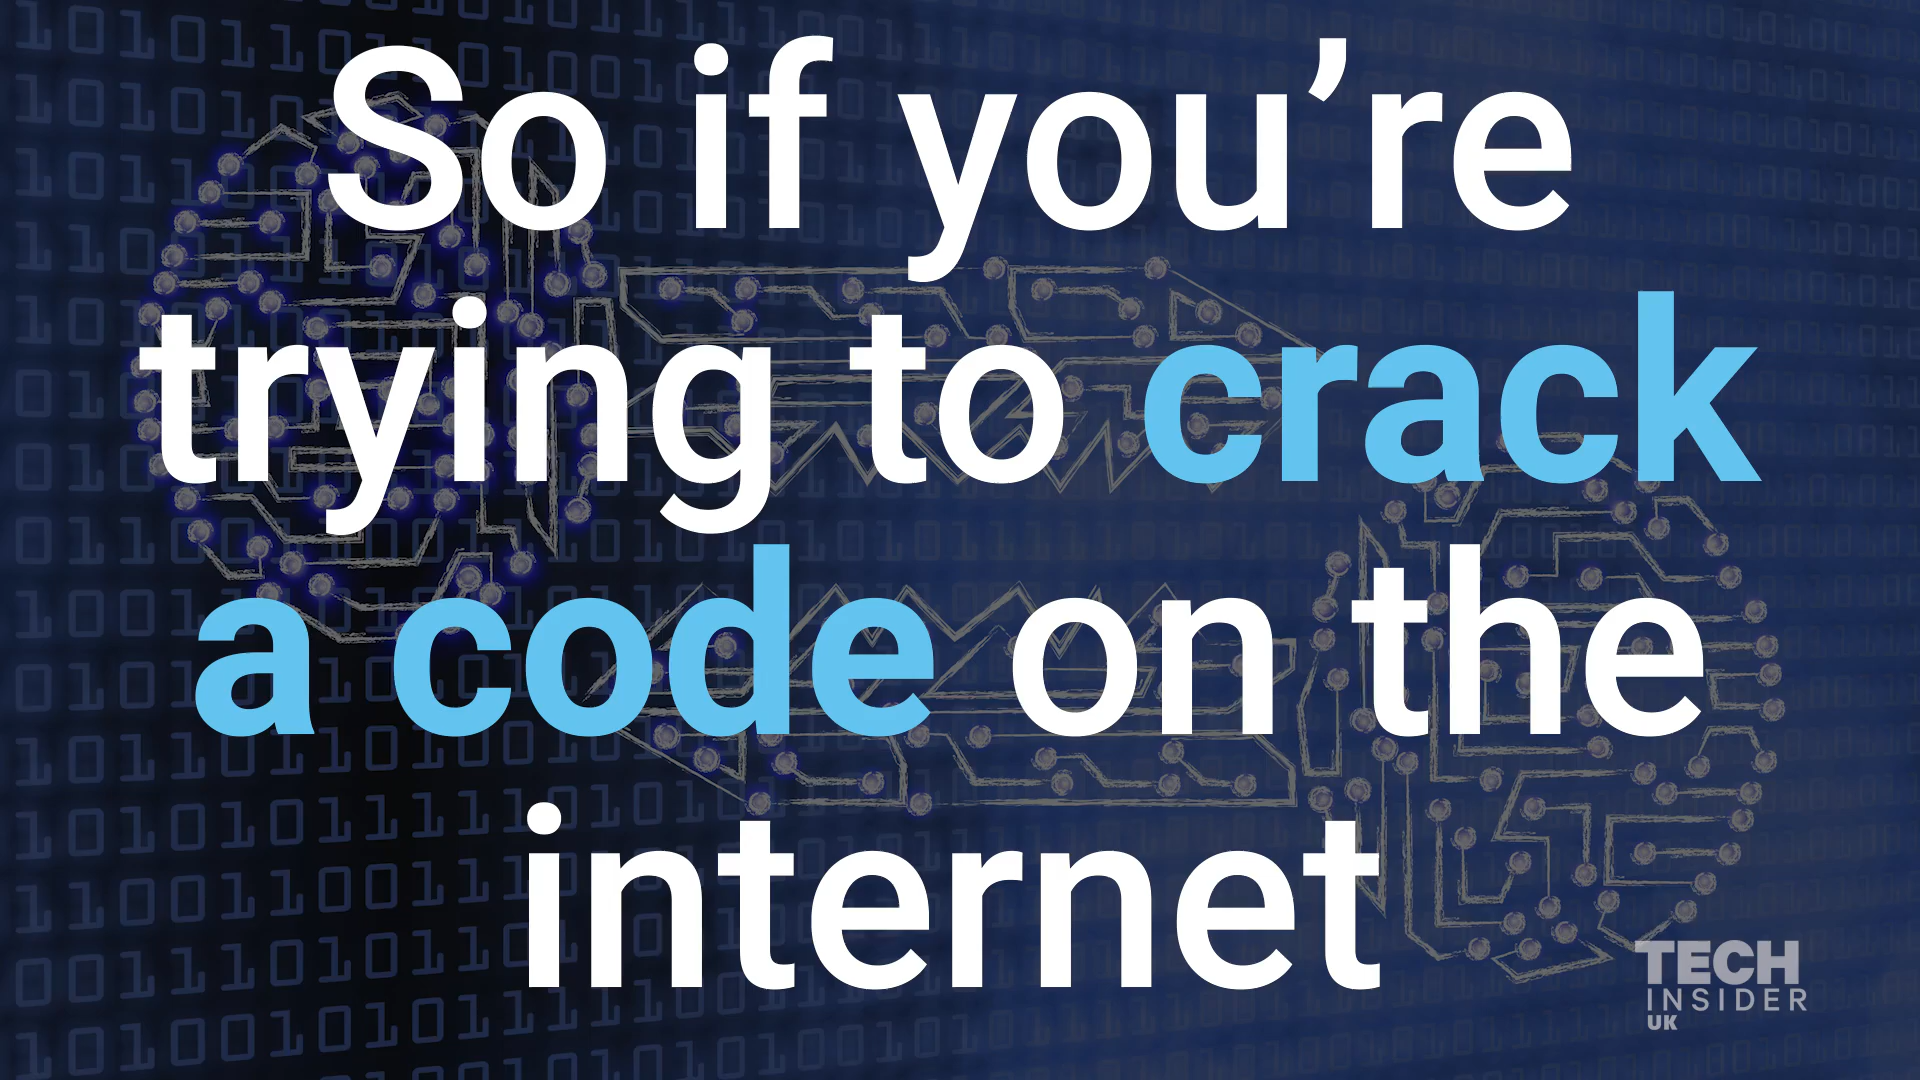 So if you’re
trying to crack
a code on the
internet
TECH
INSIDER
UK